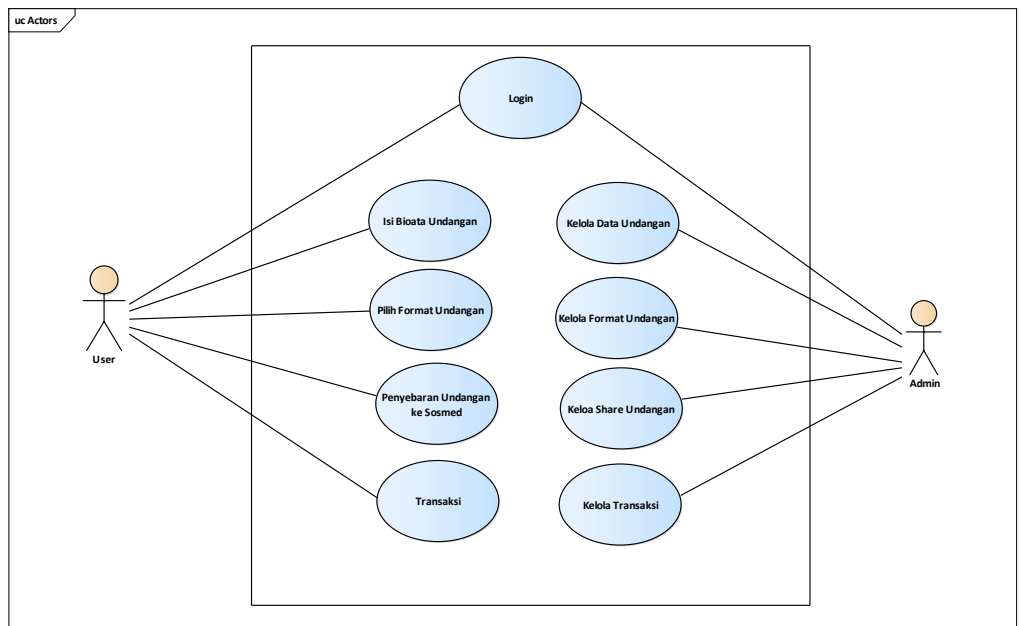 uc Actors
Login
Isi Bioata Undangan
Kelola Data Undangan
Pilih Format Undangan
Kelola Format Undangan
User
Admin
Penyebaran Undangan
ke Sosmed
Keloa Share Undangan
Transaksi
Kelola Transaksi